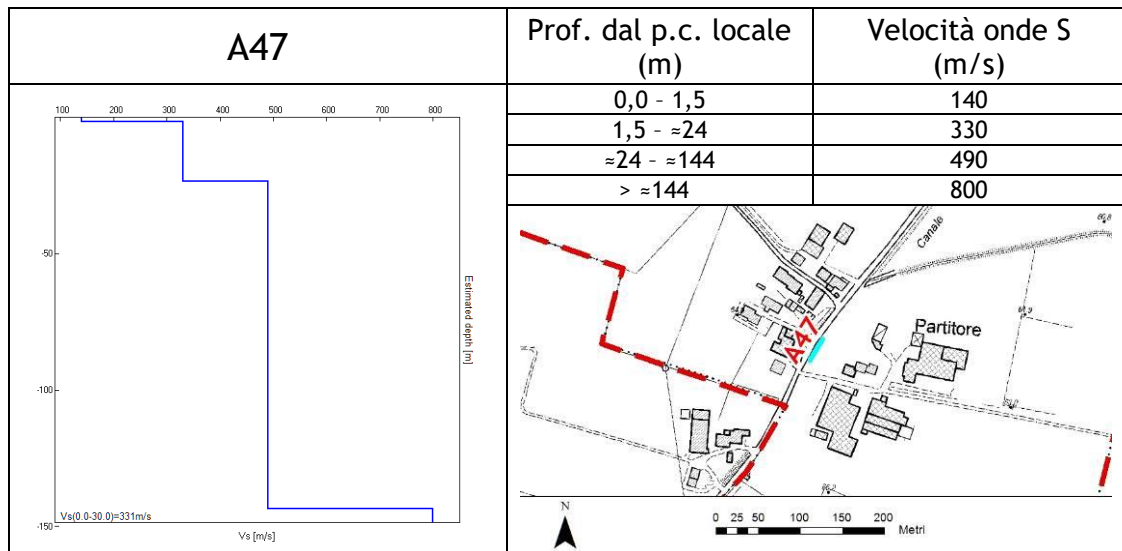 A47
Prof. dal p.c. locale
(m)
Velocità onde S
(m/s)
0,0 - 1,5
140
1,5 - ≈24
330
≈24 - ≈144
490
> ≈144
800
100 200 300 400 500 600 700 800
-50
-100
-150
Estimated depth [m]
Vs(0.0-30.0)=331m/s
Vs [m/s]
Canale
Partitore
A47
N
0 25 50 100 150 200
Metri